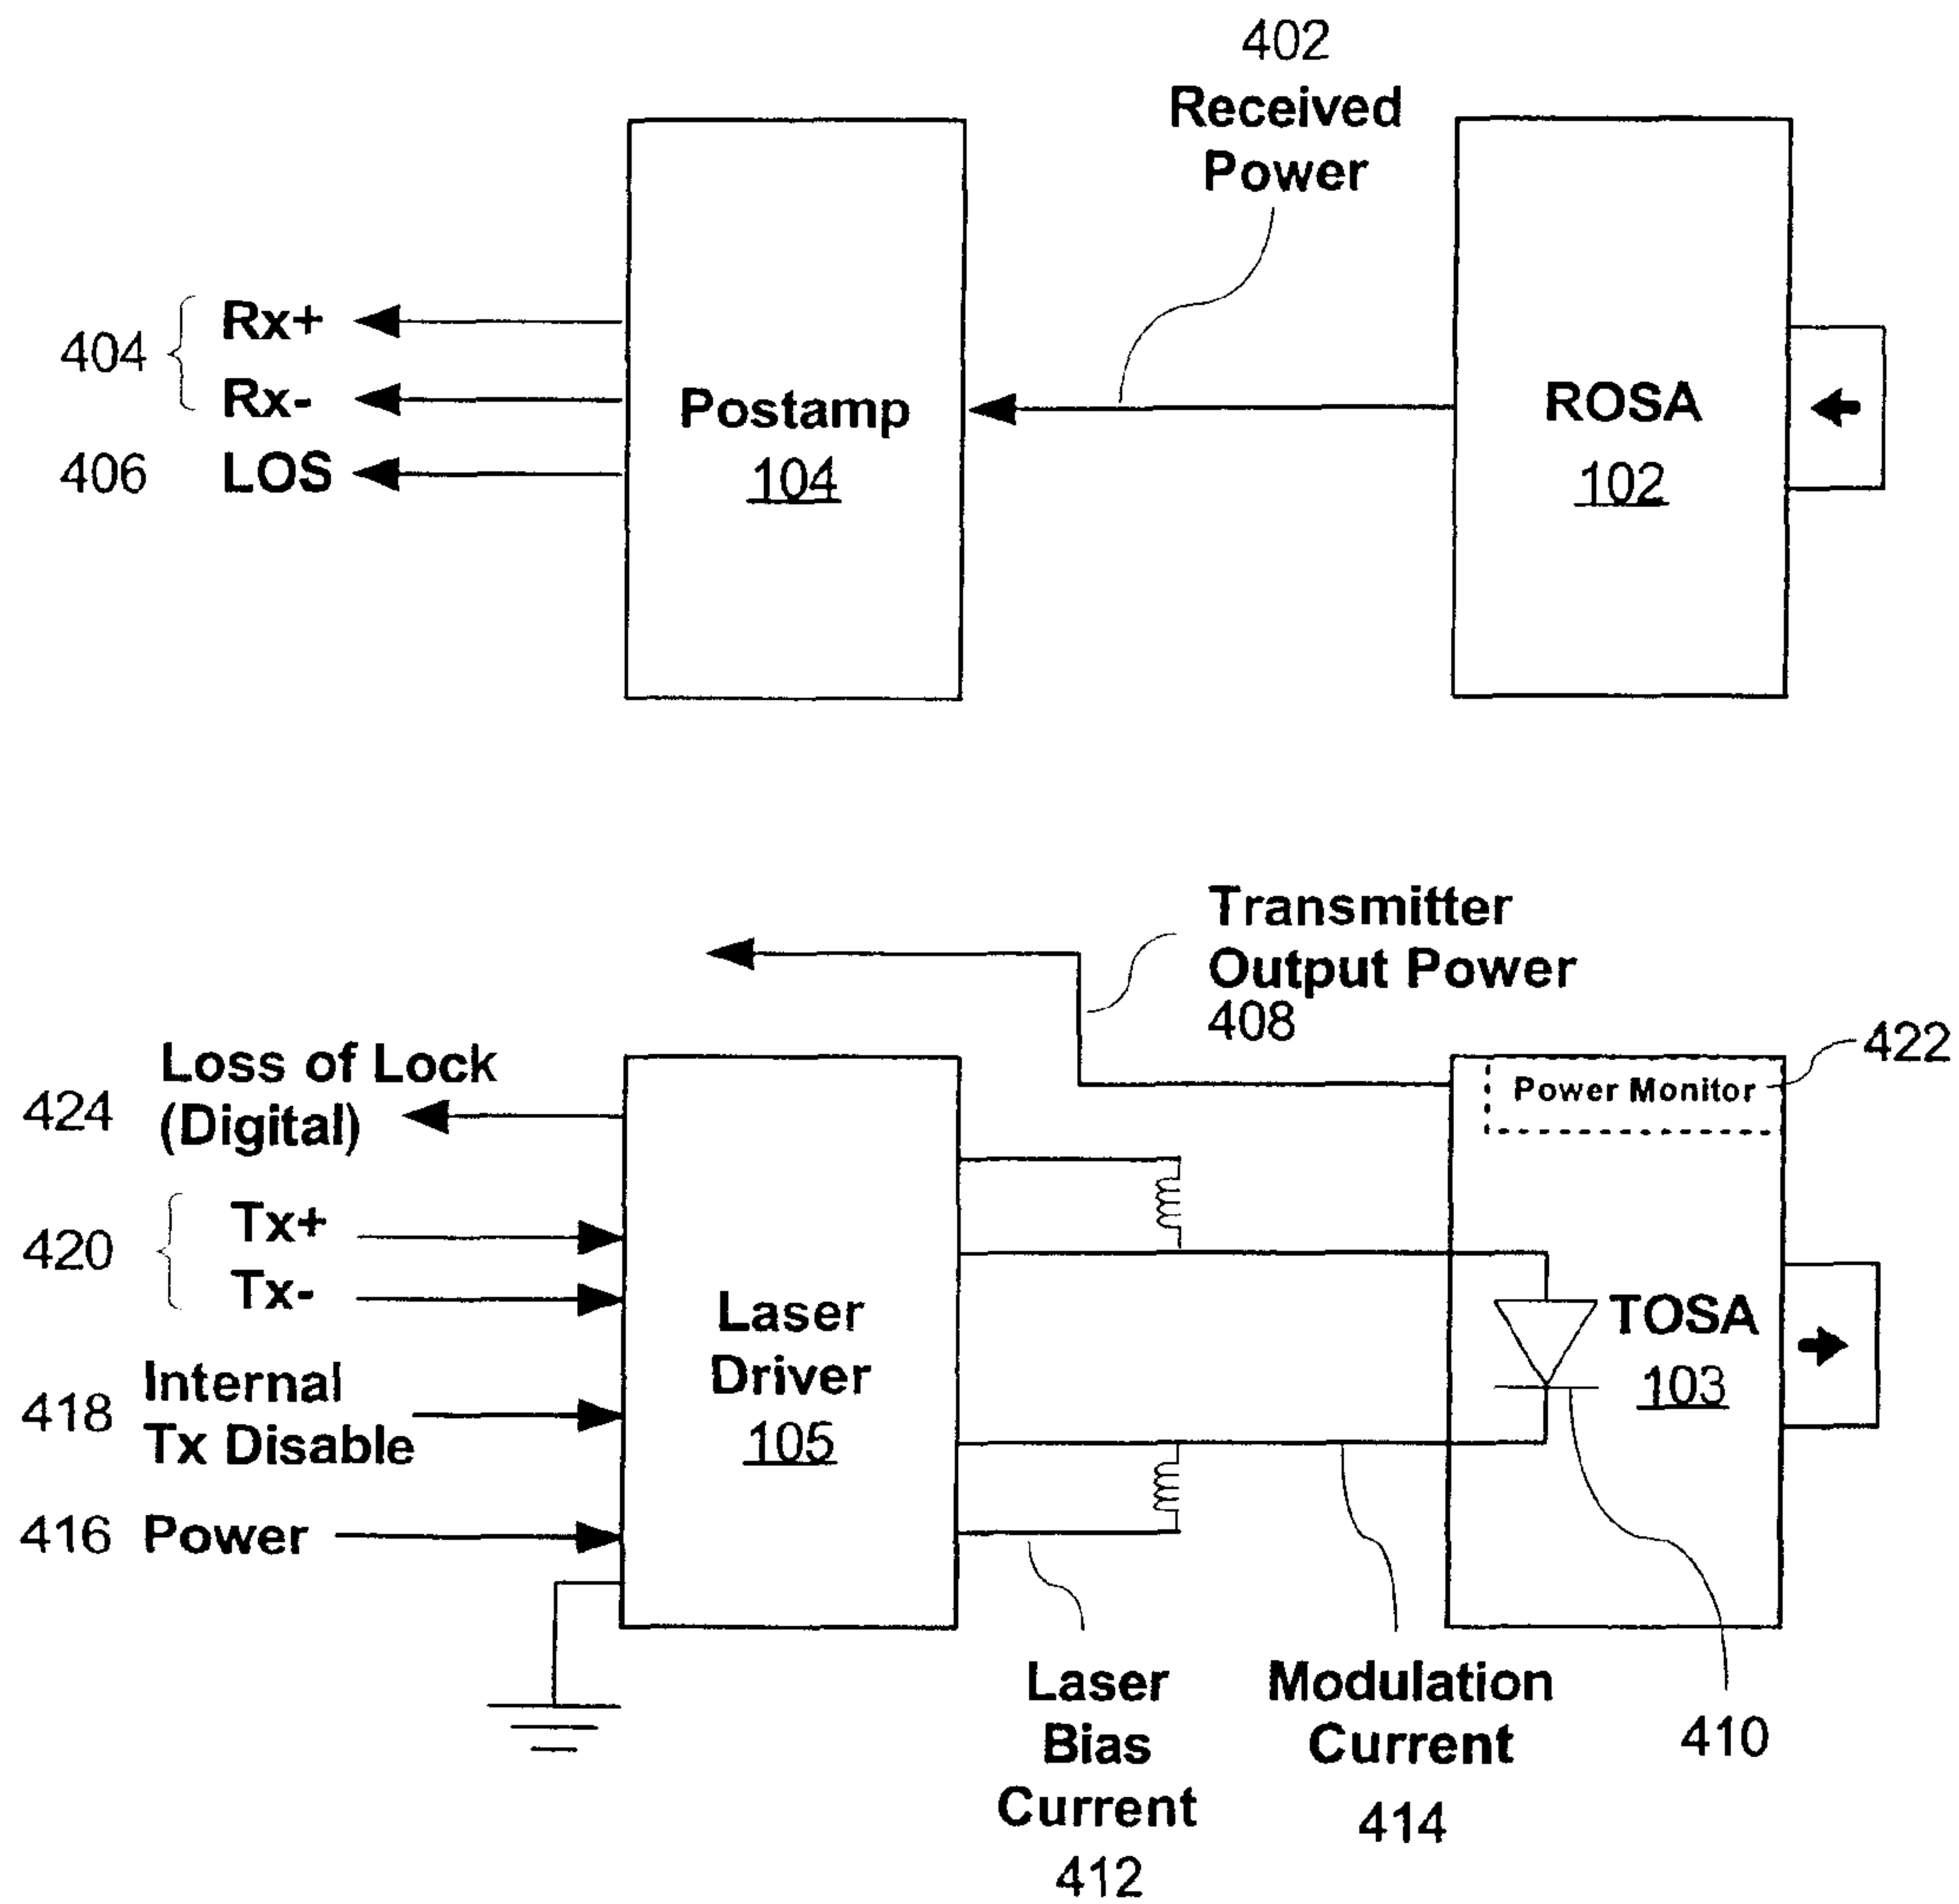 402
Received
Power
404
Rx+
Rx-
406 LOS
Postamp
104
ROSA
102
Transmitter
Output Power
408
422
Power Monitor
424
Loss of Lock
(Digital)
420
Tx+
Tx-
418
Internal
Tx Disable
416 Power
Laser
Driver
105
TOSA
103
Laser
Bias
Current
412
Modulation
Current
414
410